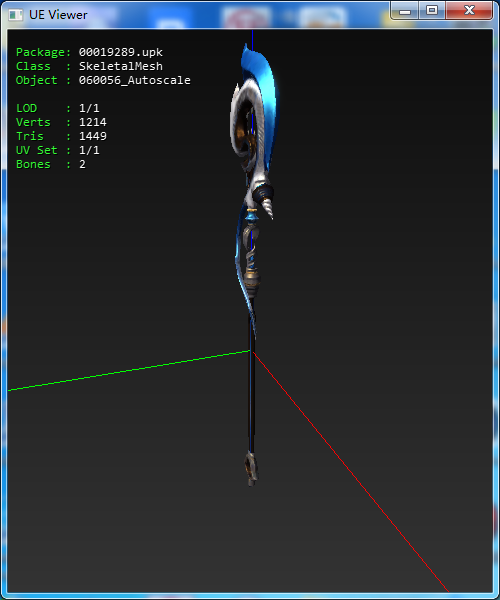 UE Viewer
Package: 00019289.upk
Class : SkeletalMesh
Object : 060056_Autoscale
LOD : 1/1
Verts : 1214
Tris : 1449
UV Set : 1/1
Bones : 2